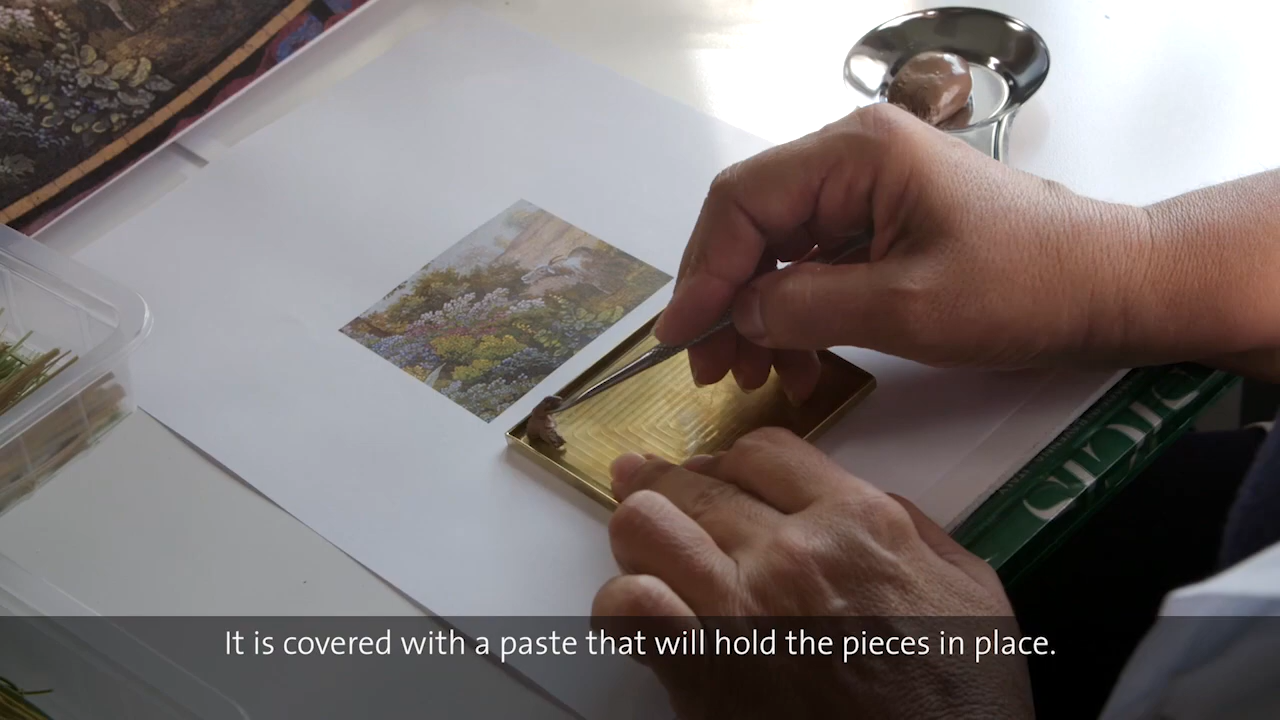 It is covered with a paste that will hold the pieces in place.